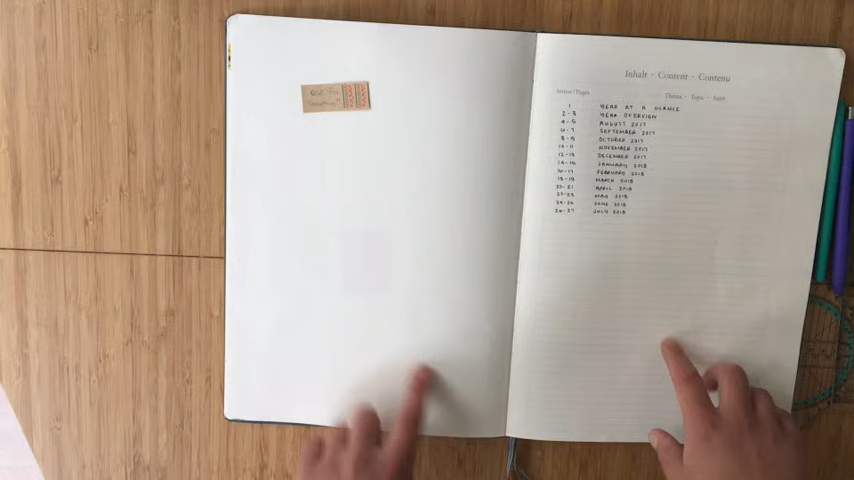 Inhalt · Content · Contenu
Seiten / Pages Thema · Topic · Sujet
1 YEAR AT A GLANCE
2-3 YEAR OVERVIEW
4-5 AUGUST 2017
6-7 SEPTEMBER 2017
8-9 OCTOBER 2017
10-11 NOVEMBER 2017
12-13 DECEMBER 2017
14-15 JANUARY 2018
16-17 FEBRUARY 2018
18-19 MARCH 2018
20-21 APRIL 2018
22-23 MAY 2018
24-25 JUNE 2018
26-27 JULY 2018